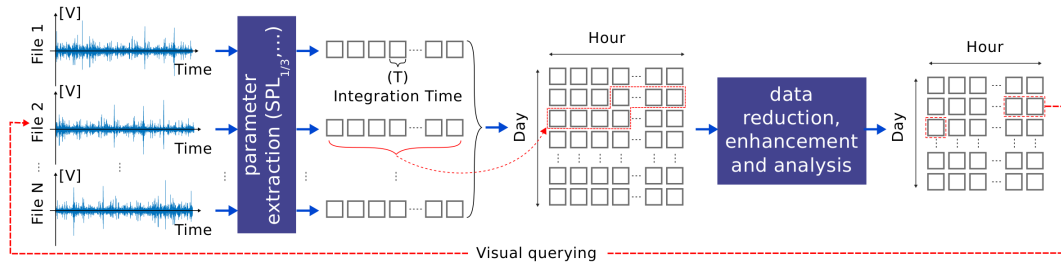 File 1
[V]
Time
File 2
[V]
Time
...
File N
[V]
Time
parameter
extraction (SPL1/3,...)
(T)
Integration Time
Hour
Day
data
reduction,
enhancement
and analysis
Hour
Day
Visual querying